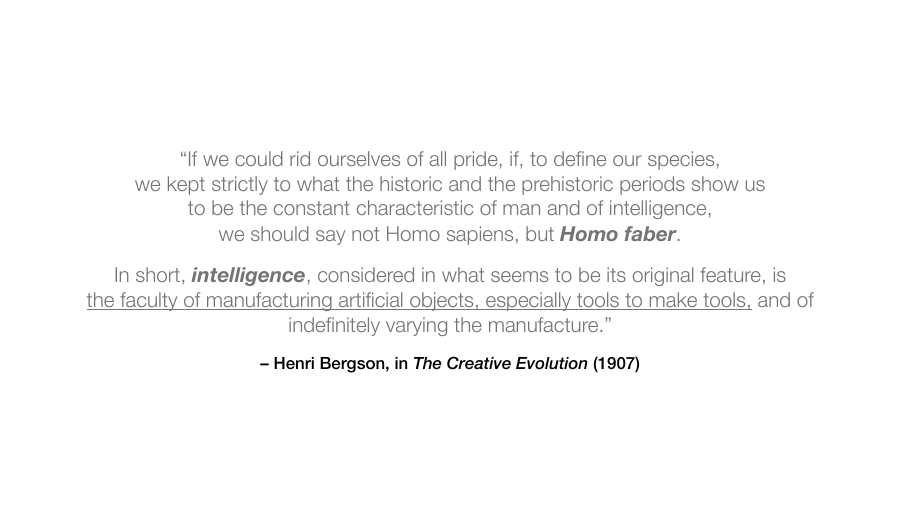 “If we could rid ourselves of all pride, if, to define our species,
we kept strictly to what the historic and the prehistoric periods show us
to be the constant characteristic of man and of intelligence,
we should say not Homo sapiens, but Homo faber.
In short, intelligence, considered in what seems to be its original feature, is
the faculty of manufacturing artificial objects, especially tools to make tools, and of
indefinitely varying the manufacture.”
– Henri Bergson, in The Creative Evolution (1907)